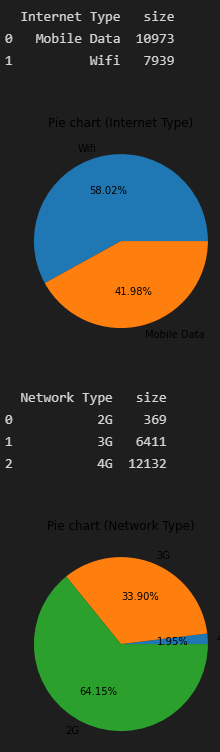 Internet Type size
0 Mobile Data 10973
1 Wifi 7939
Pie chart (Internet Type)
Wifi
58.02%
41.98%
Mobile Data
Network Type size
0 2G 369
1 3G 6411
2 4G 12132
Pie chart (Network Type)
3G
33.90%
1.95%
64.15%
2G